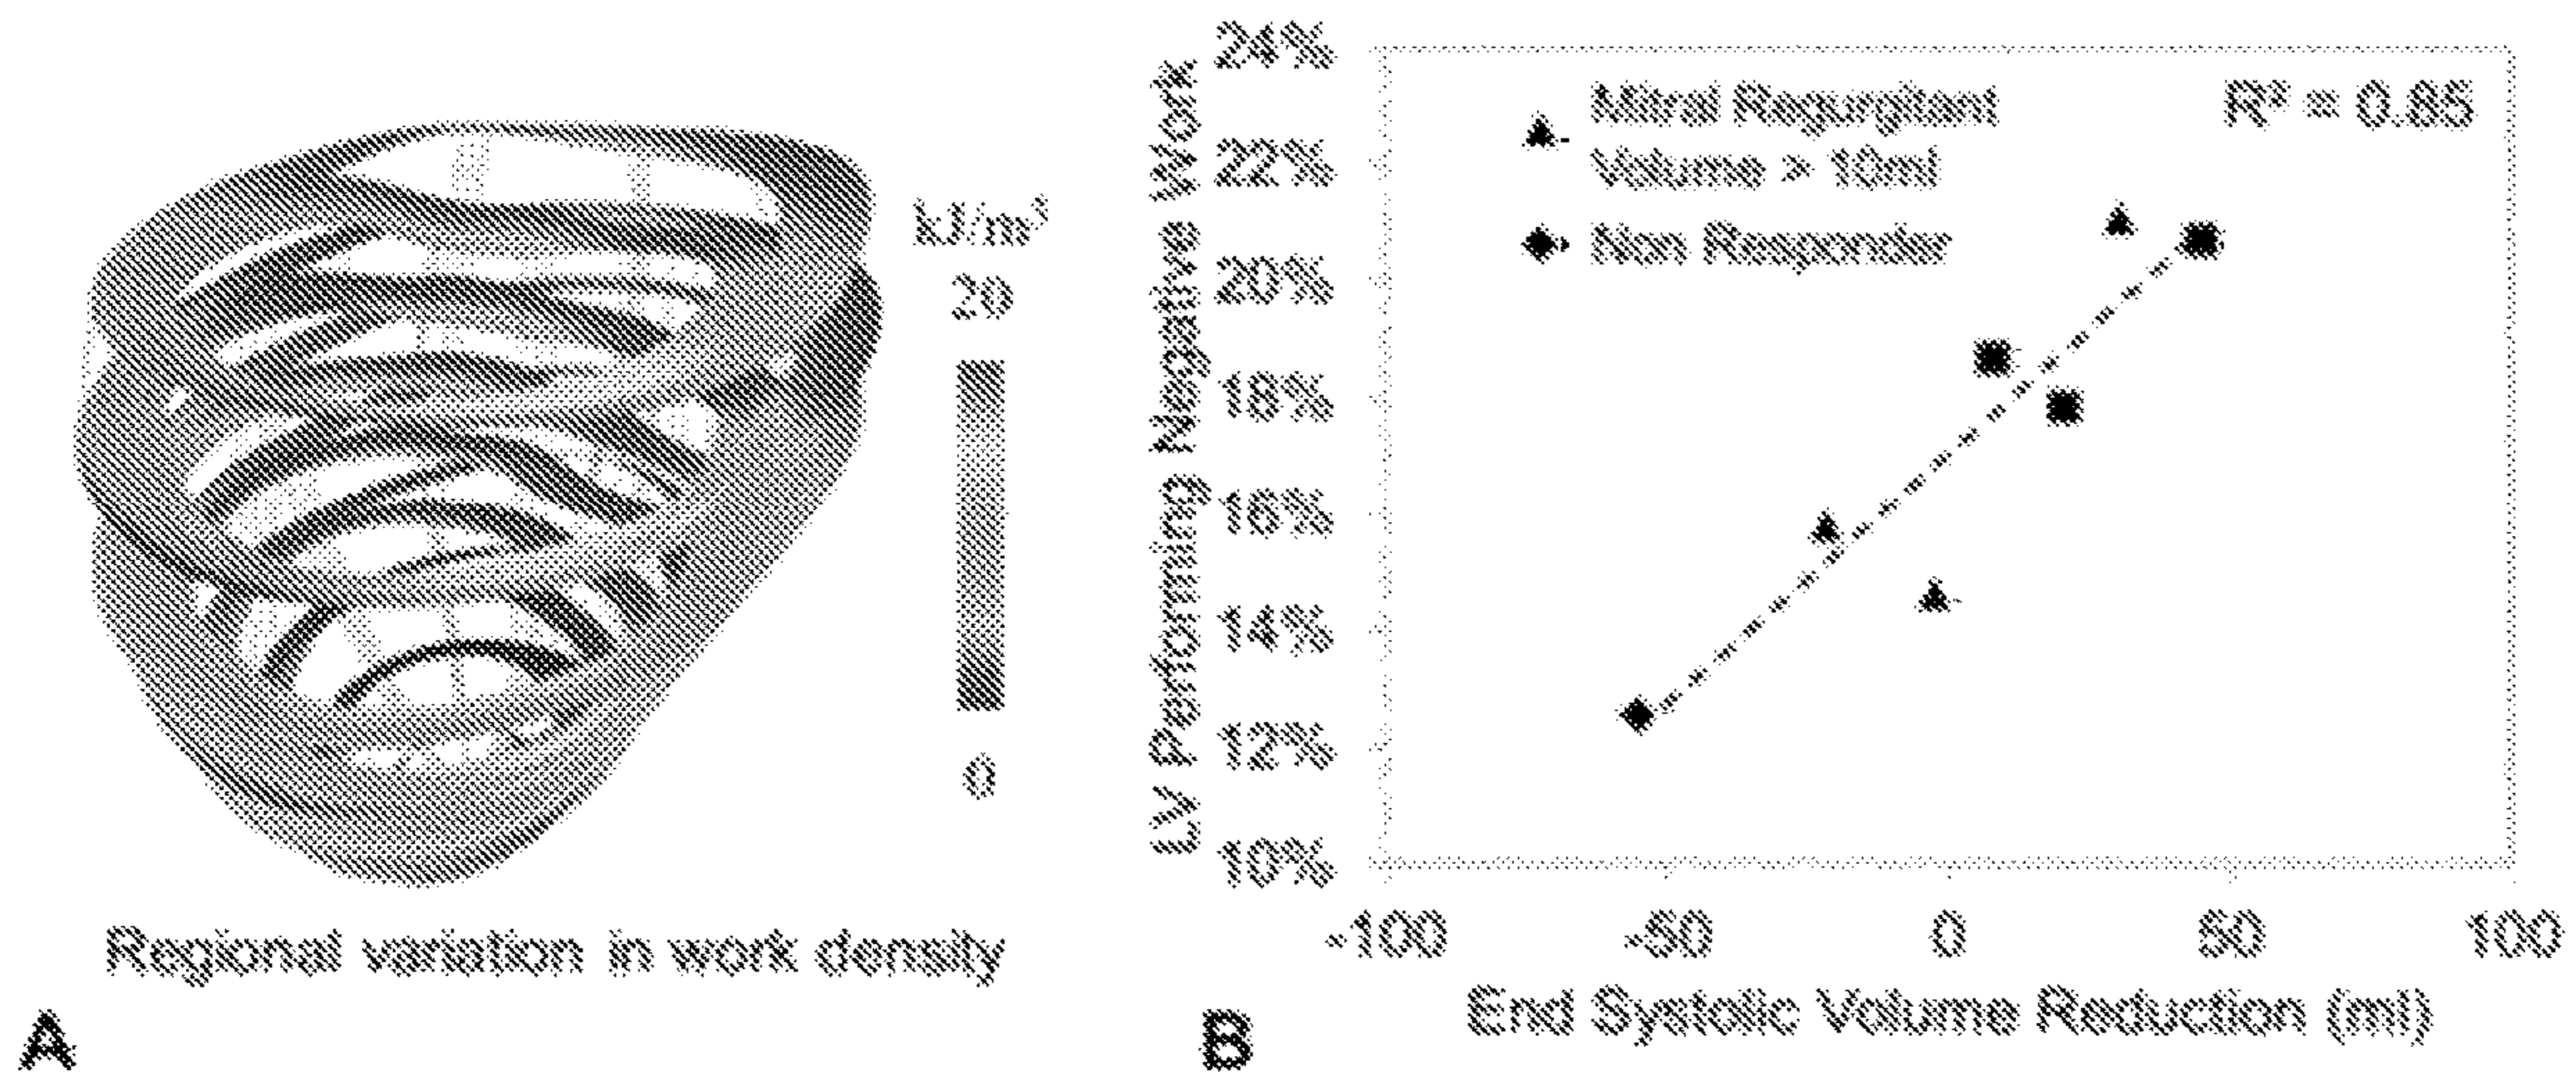 kJ/m³
20
0
Regional variation in work density
A
LV Performing Negative Work
24%
22%
20%
18%
16%
14%
12%
10%
Mitral Regurgitant
Volume > 10ml
Non Responder
R² = 0.85
-100
-50
0
50
100
End Systolic Volume Reduction (ml)
B